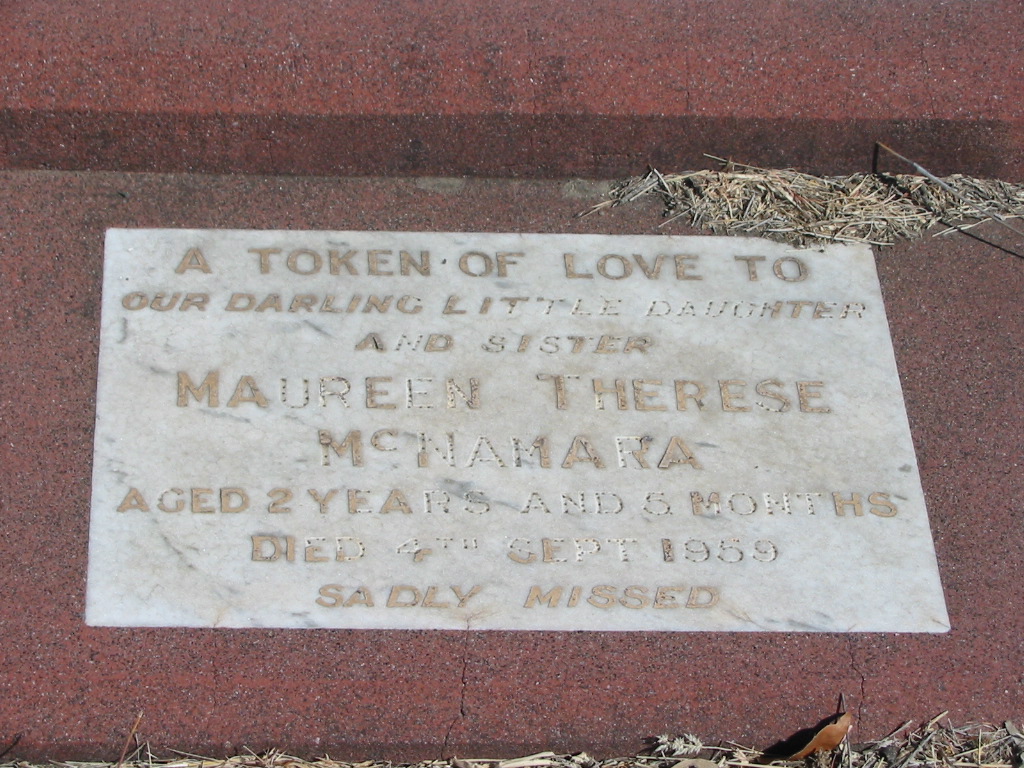 A TOKEN OF LOVE TO
OUR DARLING LITTLE DAUGHTER
AND SISTER
MAUREEN THERESE
McNAMARA
AGED 2 YEARS AND 5 MONTHS
DIED 4TH SEPT 1959
SADLY MISSED